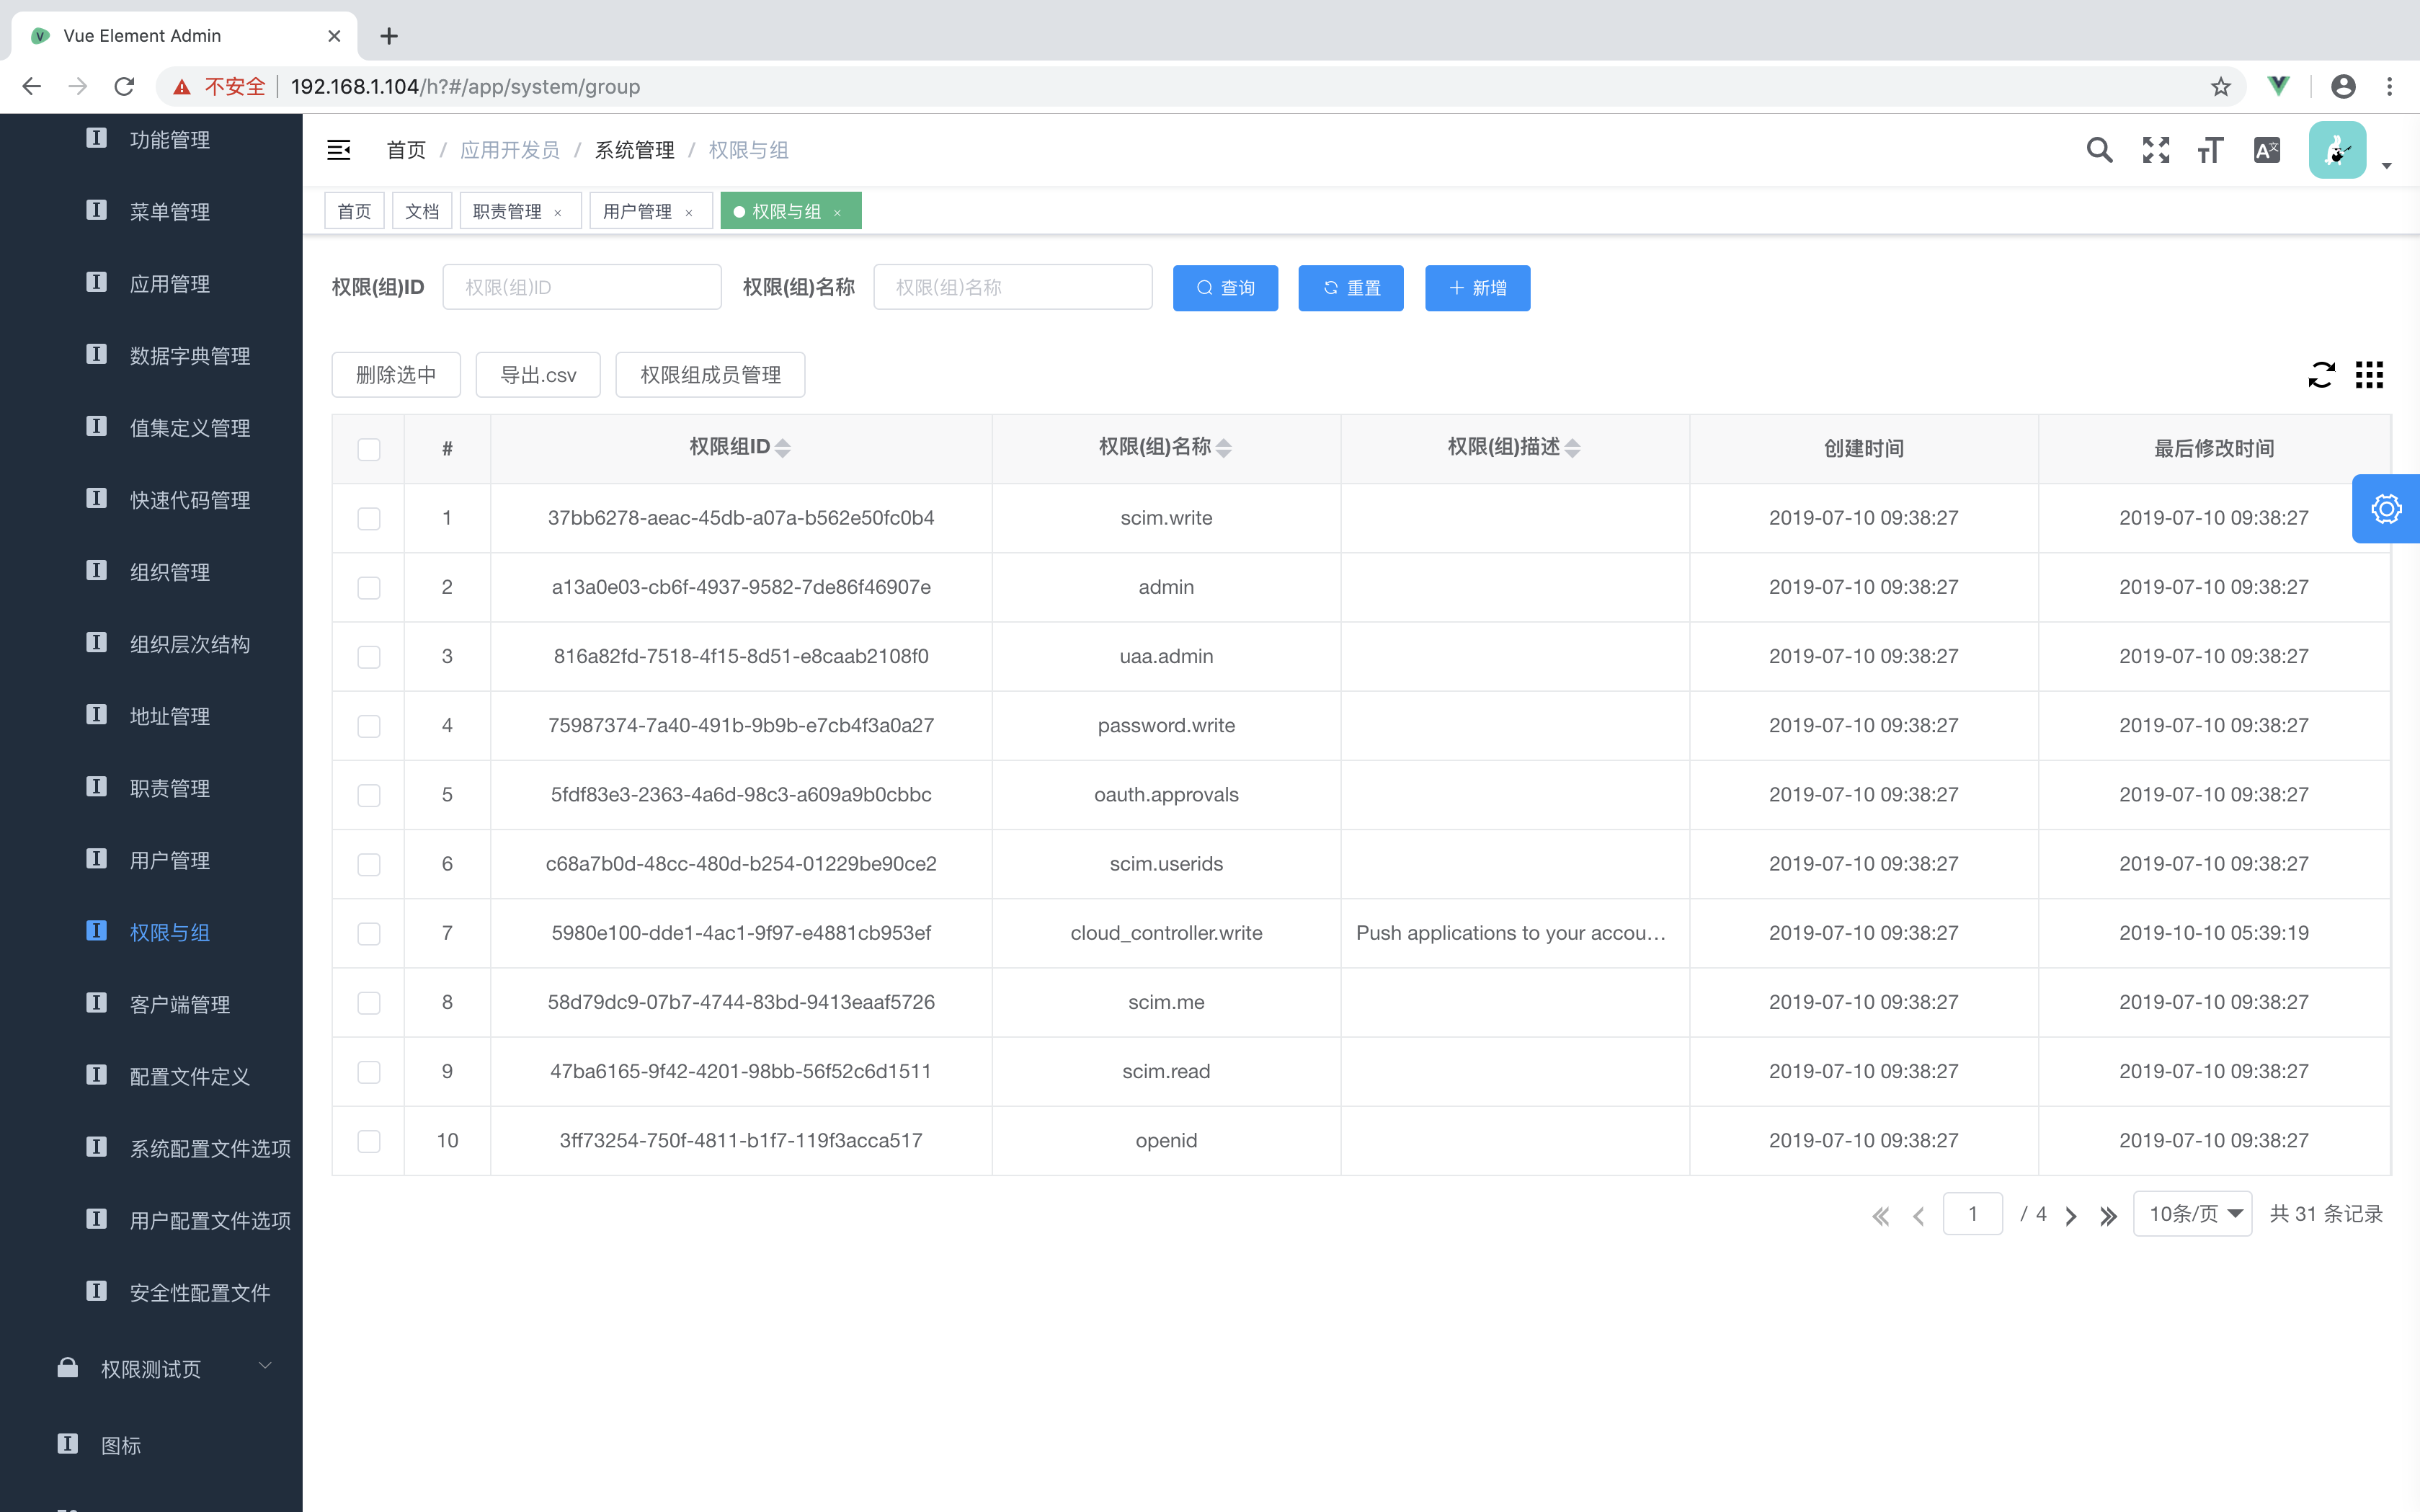 Vue Element Admin
不安全 192.168.1.104/h?#/app/system/group
功能管理
菜单管理
应用管理
数据字典管理
值集定义管理
快速代码管理
组织管理
组织层次结构
地址管理
职责管理
用户管理
权限与组
客户端管理
配置文件定义
系统配置文件选项
用户配置文件选项
安全性配置文件
权限测试页
图标
首页 / 应用开发员 / 系统管理 / 权限与组
首页 文档 职责管理 × 用户管理 × 权限与组 ×
权限(组)ID 权限(组)ID 权限(组)名称 权限(组)名称 查询 重置 新增
删除选中 导出.csv 权限组成员管理
# 权限组ID 权限(组)名称 权限(组)描述 创建时间 最后修改时间
1 37bb6278-aeac-45db-a07a-b562e50fc0b4 scim.write 2019-07-10 09:38:27 2019-07-10 09:38:27
2 a13a0e03-cb6f-4937-9582-7de86f46907e admin 2019-07-10 09:38:27 2019-07-10 09:38:27
3 816a82fd-7518-4f15-8d51-e8caab2108f0 uaa.admin 2019-07-10 09:38:27 2019-07-10 09:38:27
4 75987374-7a40-491b-9b9b-e7cb4f3a0a27 password.write 2019-07-10 09:38:27 2019-07-10 09:38:27
5 5fdf83e3-2363-4a6d-98c3-a609a9b0cbbc oauth.approvals 2019-07-10 09:38:27 2019-07-10 09:38:27
6 c68a7b0d-48cc-480d-b254-01229be90ce2 scim.userids 2019-07-10 09:38:27 2019-07-10 09:38:27
7 5980e100-dde1-4ac1-9f97-e4881cb953ef cloud_controller.write Push applications to your accou… 2019-07-10 09:38:27 2019-10-10 05:39:19
8 58d79dc9-07b7-4744-83bd-9413eaaf5726 scim.me 2019-07-10 09:38:27 2019-07-10 09:38:27
9 47ba6165-9f42-4201-98bb-56f52c6d1511 scim.read 2019-07-10 09:38:27 2019-07-10 09:38:27
10 3ff73254-750f-4811-b1f7-119f3acca517 openid 2019-07-10 09:38:27 2019-07-10 09:38:27
1 / 4 10条/页 共 31 条记录